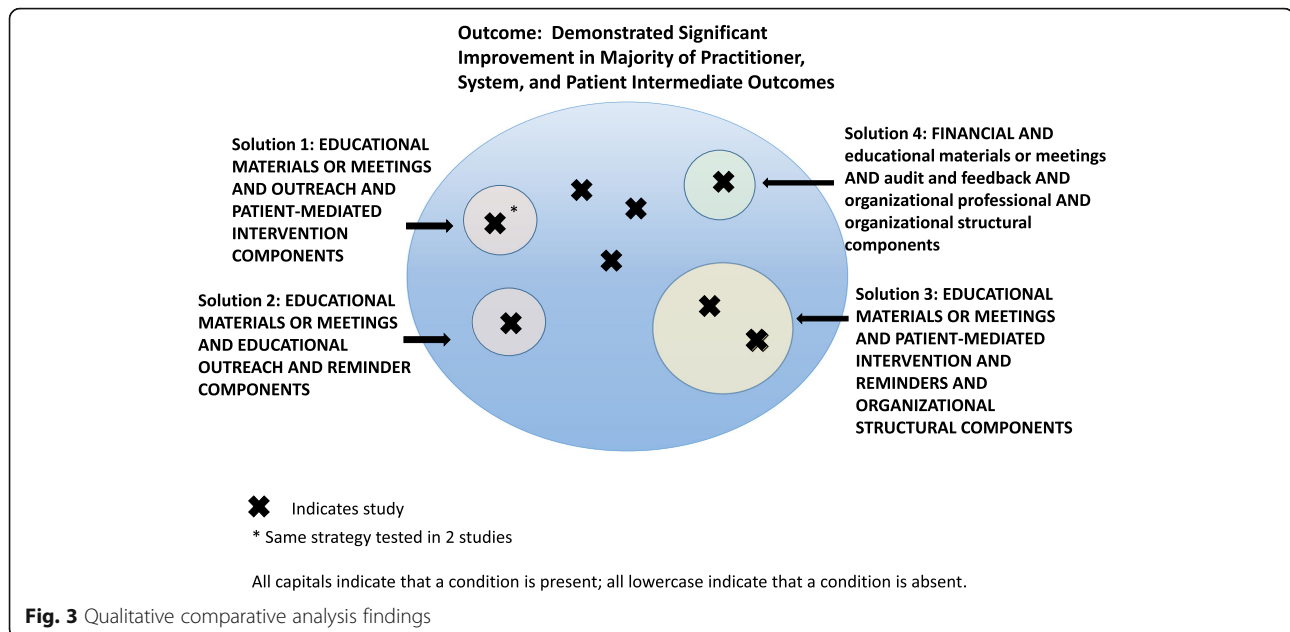 Outcome: Demonstrated Significant
Improvement in Majority of Practitioner,
System, and Patient Intermediate Outcomes
Solution 1: EDUCATIONAL
MATERIALS OR MEETINGS
AND OUTREACH AND
PATIENT-MEDIATED
INTERVENTION
COMPONENTS
*
Solution 2: EDUCATIONAL
MATERIALS OR MEETINGS
AND EDUCATIONAL
OUTREACH AND REMINDER
COMPONENTS
Solution 4: FINANCIAL AND
educational materials or meetings
AND audit and feedback AND
organizational professional AND
organizational structural
components
Solution 3: EDUCATIONAL
MATERIALS OR MEETINGS
AND PATIENT-MEDIATED
INTERVENTION AND
REMINDERS AND
ORGANIZATIONAL
STRUCTURAL COMPONENTS
Indicates study
* Same strategy tested in 2 studies
All capitals indicate that a condition is present; all lowercase indicate that a condition is absent.
Fig. 3 Qualitative comparative analysis findings